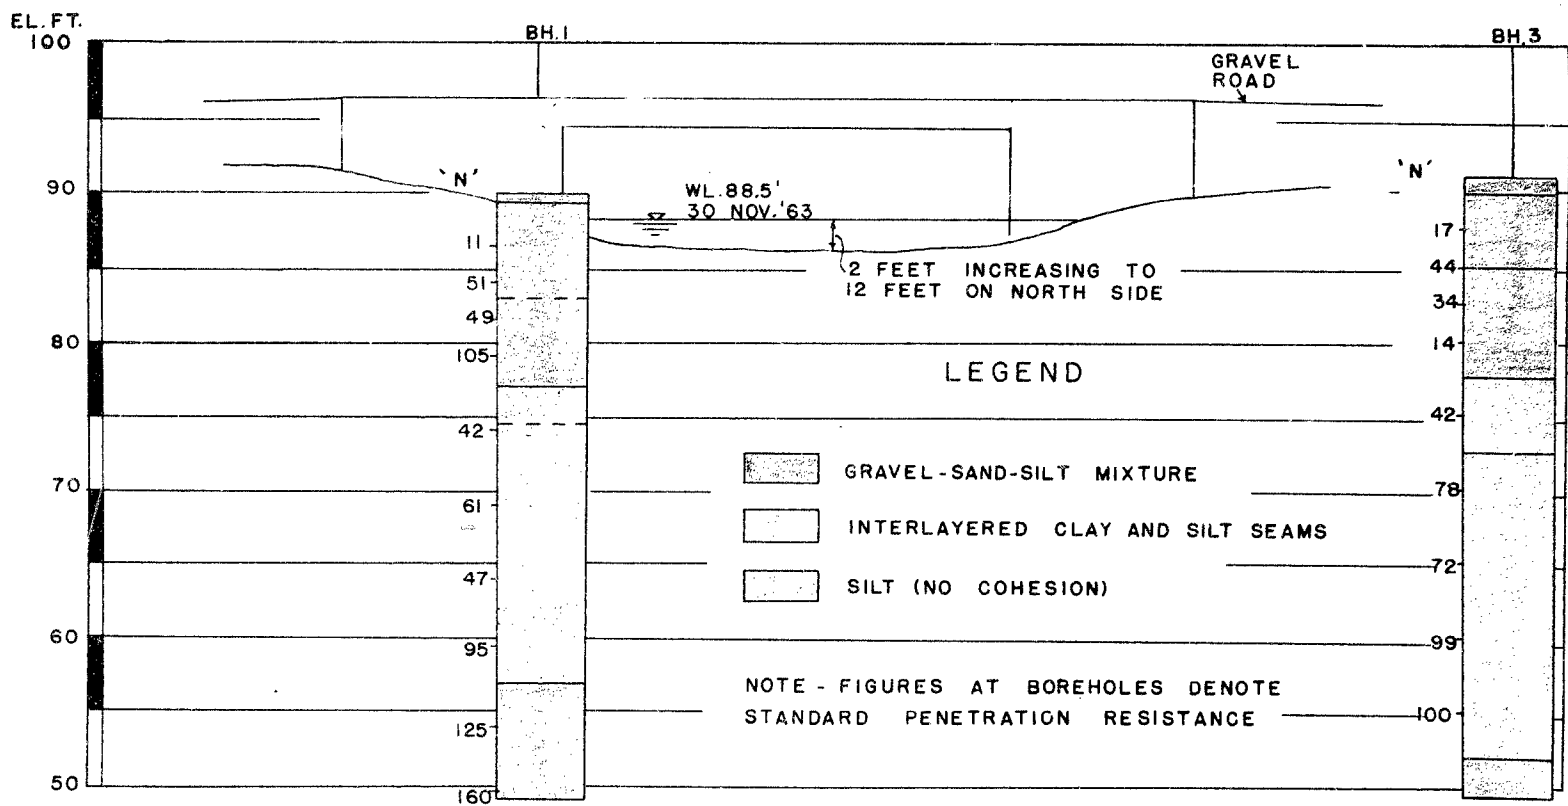 EL.FT.
100
BH.1
BH.3
GRAVEL
ROAD
90
'N'
'N'
WL.88.5'
30 NOV.'63
11
17
2 FEET INCREASING TO
12 FEET ON NORTH SIDE
51
44
49
34
80
105
14
LEGEND
42
42
GRAVEL-SAND-SILT MIXTURE
70
61
78
INTERLAYERED CLAY AND SILT SEAMS
47
72
SILT (NO COHESION)
60
95
99
NOTE - FIGURES AT BOREHOLES DENOTE
STANDARD PENETRATION RESISTANCE
125
100
50
160